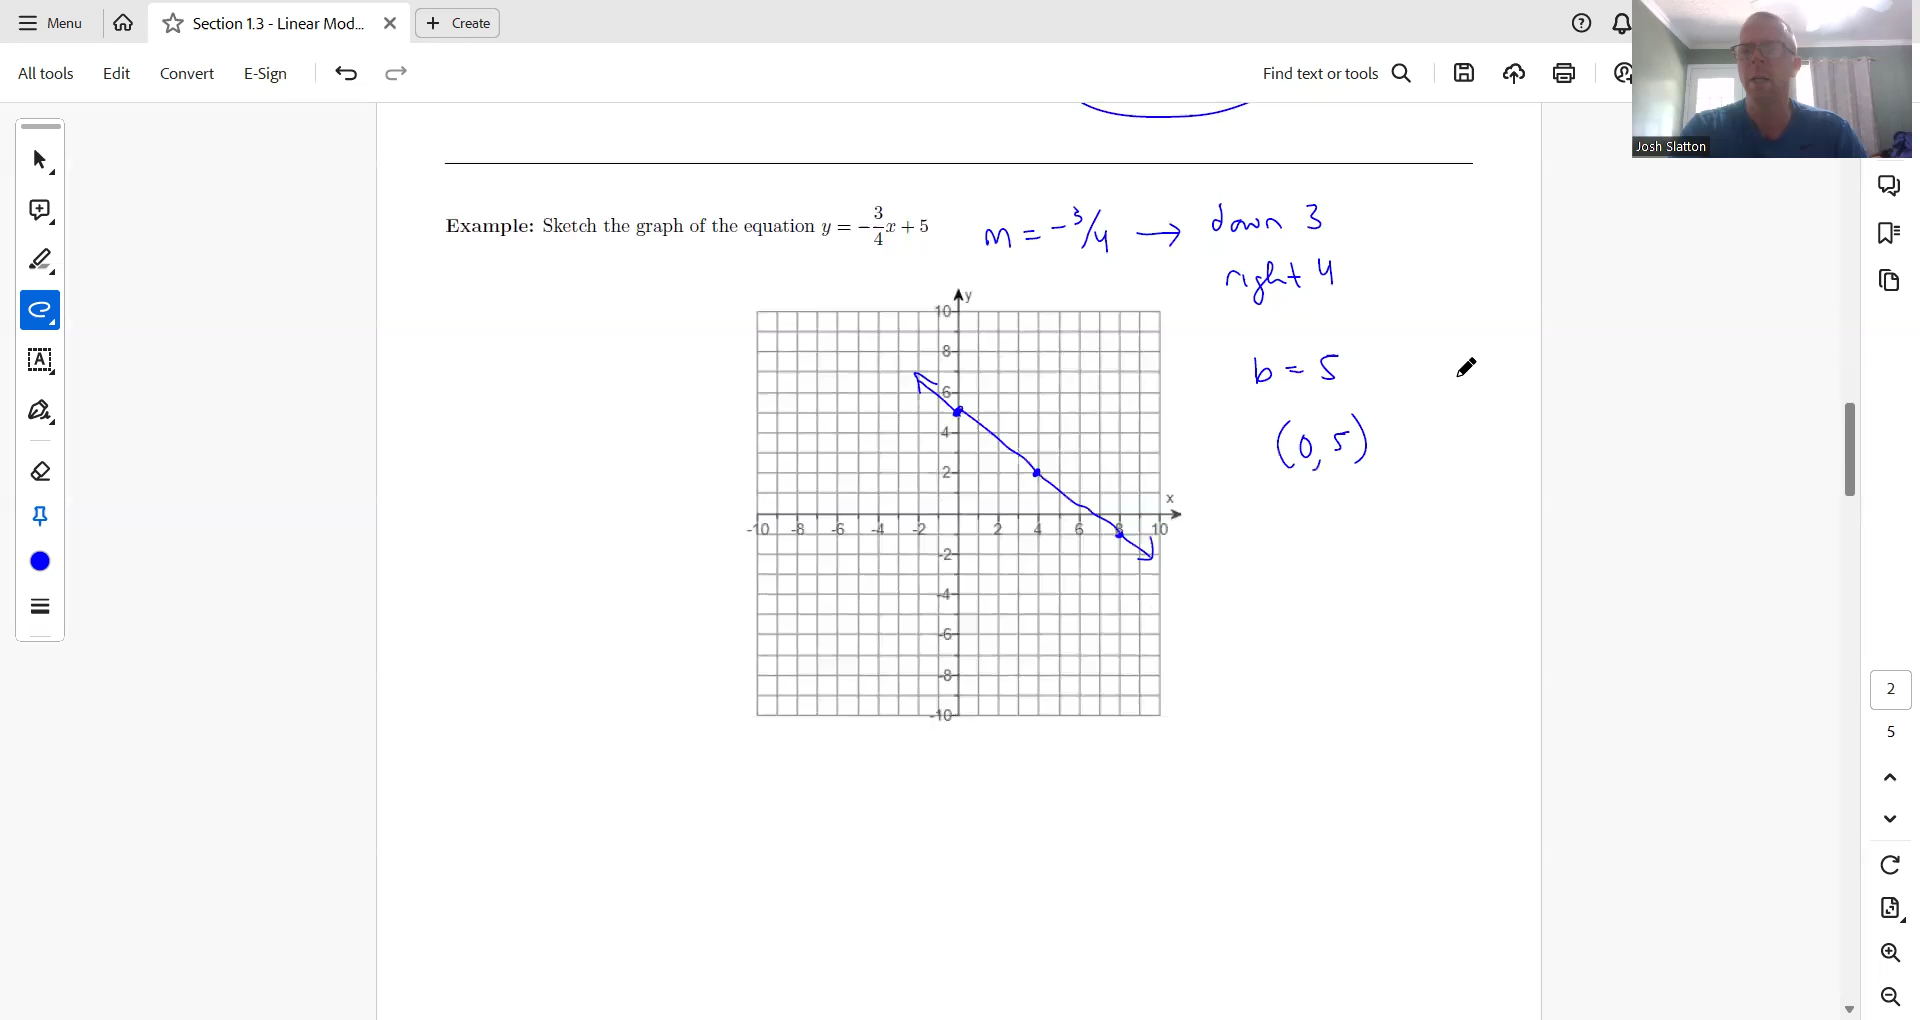 Menu
Section 1.3 - Linear Mod...
Create
All tools
Edit
Convert
E-Sign
Find text or tools
Josh Slatton
Example: Sketch the graph of the equation y = -3/4x + 5
m = -3/4 → down 3
right 4
b = 5
(0, 5)
y
10
8
6
4
2
x
-10 -8 -6 -4 -2 2 4 6 8 10
-2
-4
-6
-8
-10
A
2
5